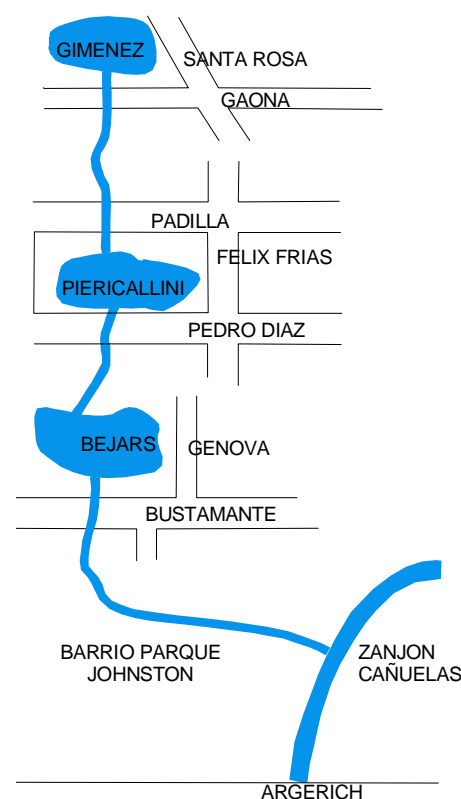 GIMENEZ
SANTA ROSA
GAONA
PADILLA
FELIX FRIAS
PIERICALLINI
PEDRO DIAZ
BEJARS
GENOVA
BUSTAMANTE
BARRIO PARQUE
JOHNSTON
ZANJON
CAÑUELAS
ARGERICH